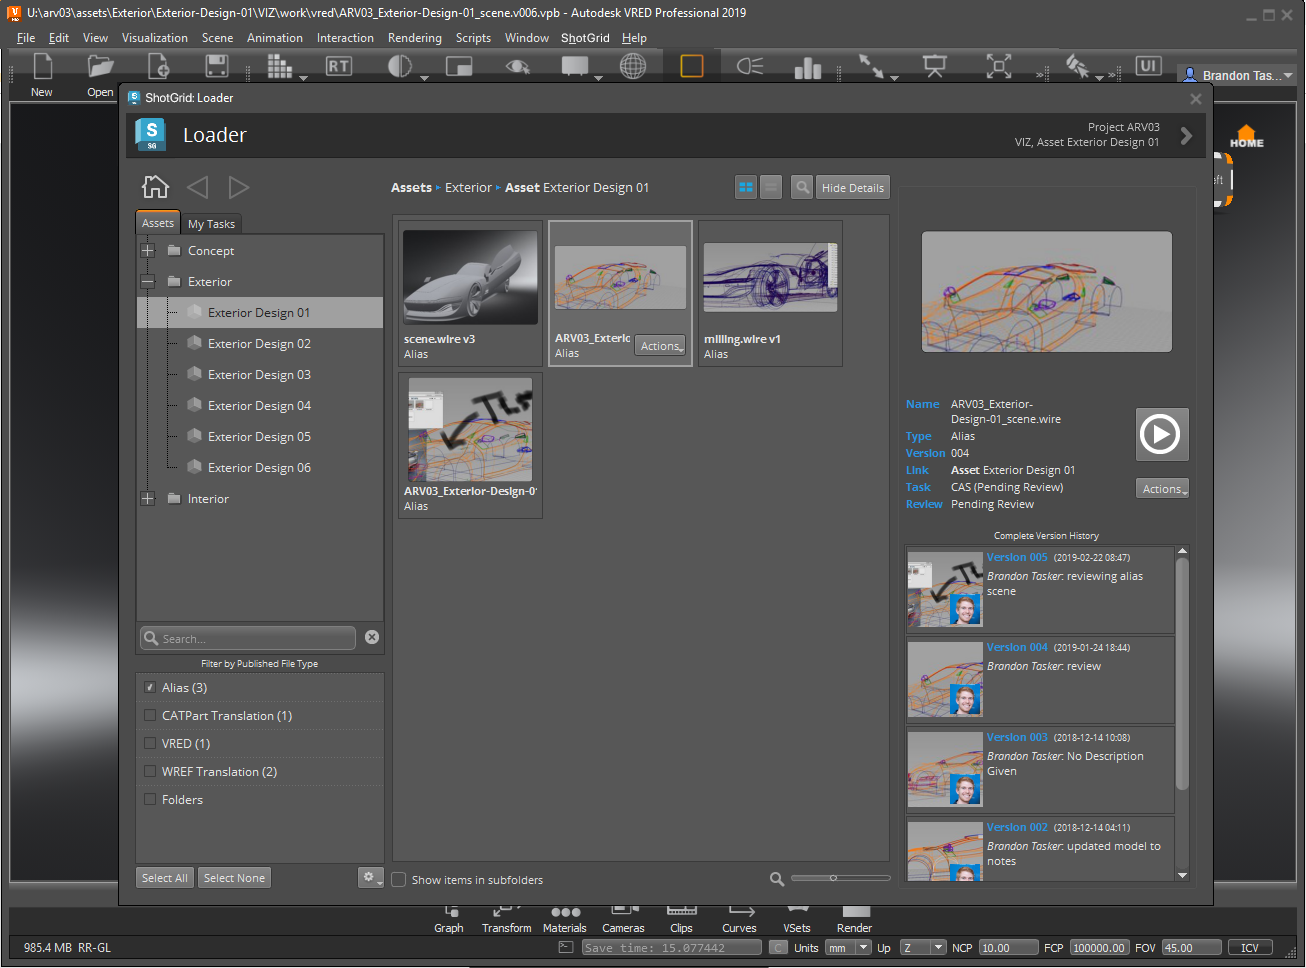 U:\arv03\assets\Exterior\Exterior-Design-01\VIZ\work\vred\ARV03_Exterior-Design-01_scene.v006.vpb - Autodesk VRED Professional 2019
File Edit View Visualization Scene Animation Interaction Rendering Scripts Window ShotGrid Help
RT
UI
Brandon Tas...
New
Open
ShotGrid: Loader
S
SG
Loader
Project ARV03
VIZ, Asset Exterior Design 01
HOME
Assets ▸ Exterior ▸ Asset Exterior Design 01
Hide Details
Assets
My Tasks
Concept
Exterior
Exterior Design 01
Exterior Design 02
Exterior Design 03
Exterior Design 04
Exterior Design 05
Exterior Design 06
Interior
Search...
Filter by Published File Type
Alias (3)
CATPart Translation (1)
VRED (1)
WREF Translation (2)
Folders
Select All
Select None
scene.wire v3
Alias
ARV03_Exteric
Alias
Actions
milling.wire v1
Alias
ARV03_Exterior-Design-0
Alias
Show items in subfolders
Name ARV03_Exterior-
Design-01_scene.wire
Type Alias
Version 004
Link Asset Exterior Design 01
Task CAS (Pending Review)
Review Pending Review
Actions
Complete Version History
Version 005 (2019-02-22 08:47)
Brandon Tasker: reviewing alias
scene
Version 004 (2019-01-24 18:44)
Brandon Tasker: review
Version 003 (2018-12-14 10:08)
Brandon Tasker: No Description
Given
Version 002 (2018-12-14 04:11)
Brandon Tasker: updated model to
notes
Graph Transform Materials Cameras Clips Curves VSets Render
985.4 MB RR-GL
Save time: 15.077442
C
Units mm Up Z NCP 10.00 FCP 100000.00 FOV 45.00 ICV